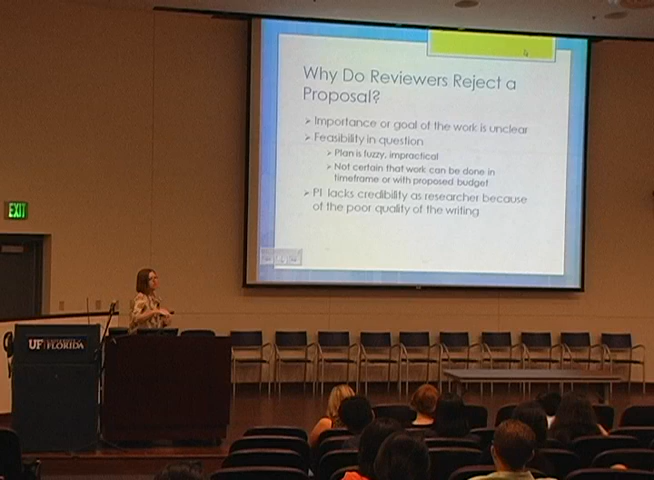 Why Do Reviewers Reject a
Proposal?
Importance or goal of the work is unclear
Feasibility in question
Plan is fuzzy, impractical
Not certain that work can be done in
timeframe or with proposed budget
PI lacks credibility as researcher because
of the poor quality of the writing
EXIT
UF FLORIDA